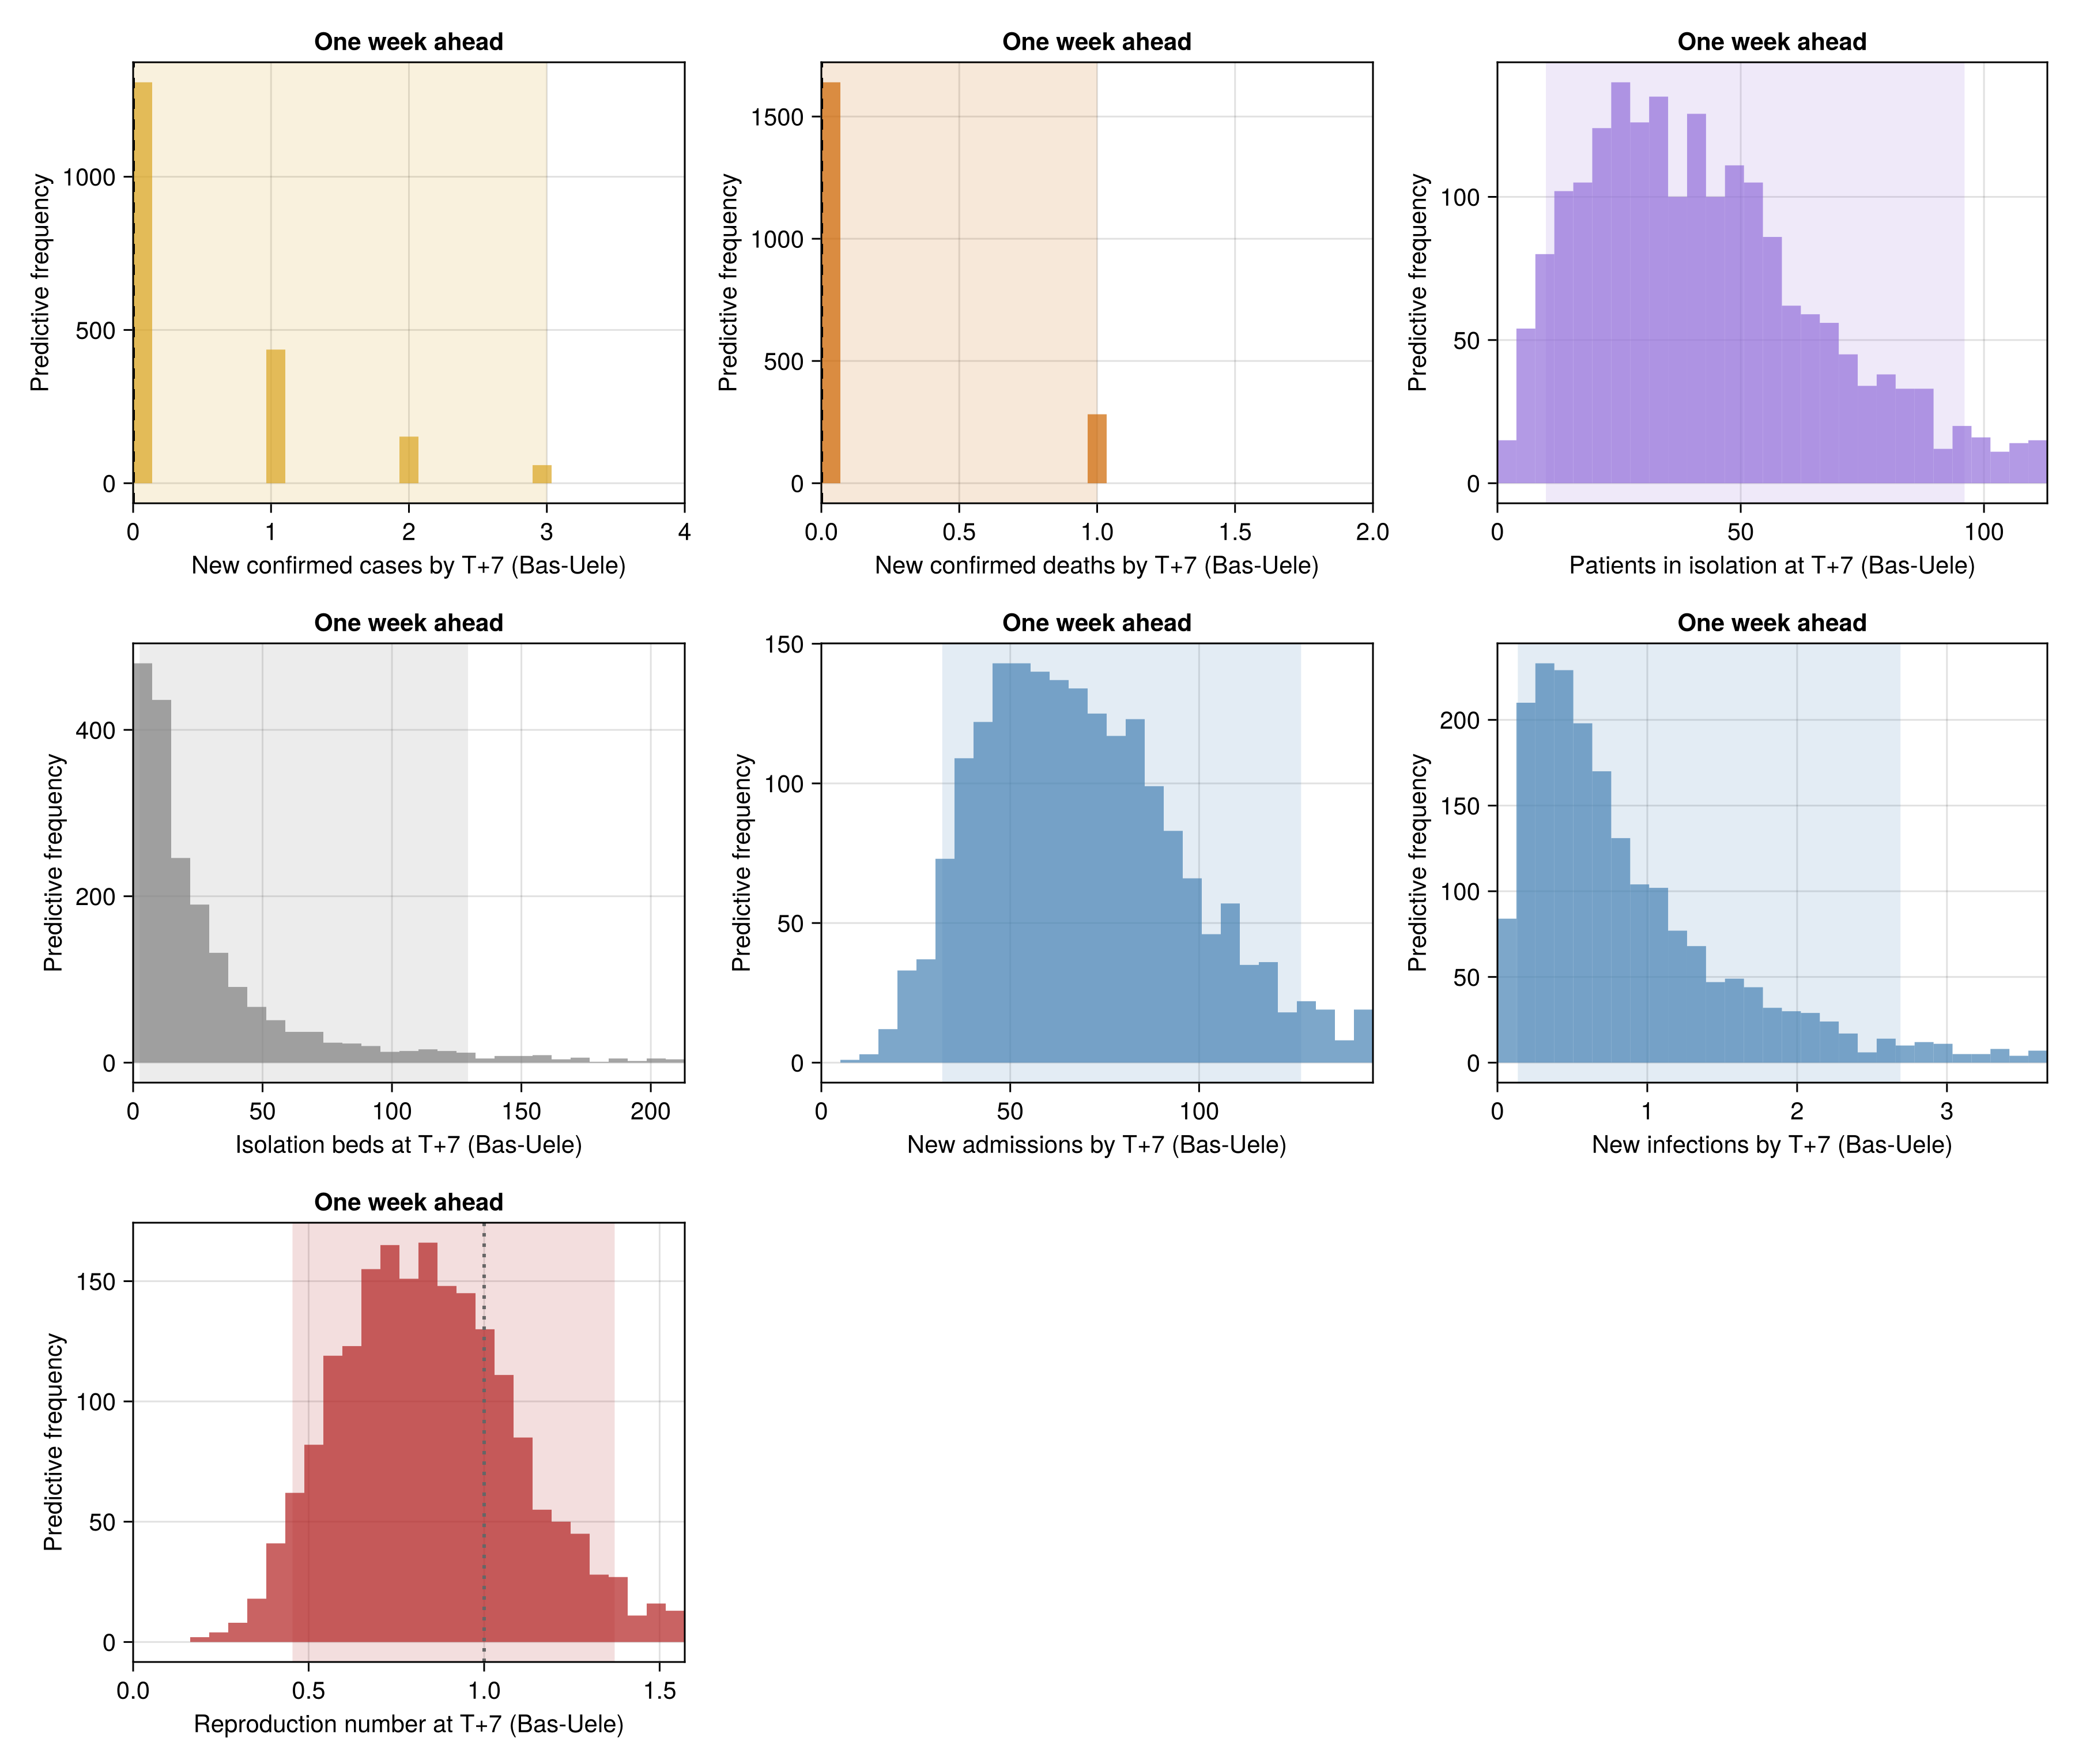 One week ahead
Predictive frequency
1000
500
0
0 1 2 3 4
New confirmed cases by T+7 (Bas-Uele)
One week ahead
Predictive frequency
1500
1000
500
0
0.0 0.5 1.0 1.5 2.0
New confirmed deaths by T+7 (Bas-Uele)
One week ahead
Predictive frequency
100
50
0
0 50 100
Patients in isolation at T+7 (Bas-Uele)
One week ahead
Predictive frequency
400
200
0
0 50 100 150 200
Isolation beds at T+7 (Bas-Uele)
One week ahead
Predictive frequency
150
100
50
0
0 50 100
New admissions by T+7 (Bas-Uele)
One week ahead
Predictive frequency
200
150
100
50
0
0 1 2 3
New infections by T+7 (Bas-Uele)
One week ahead
Predictive frequency
150
100
50
0
0.0 0.5 1.0 1.5
Reproduction number at T+7 (Bas-Uele)